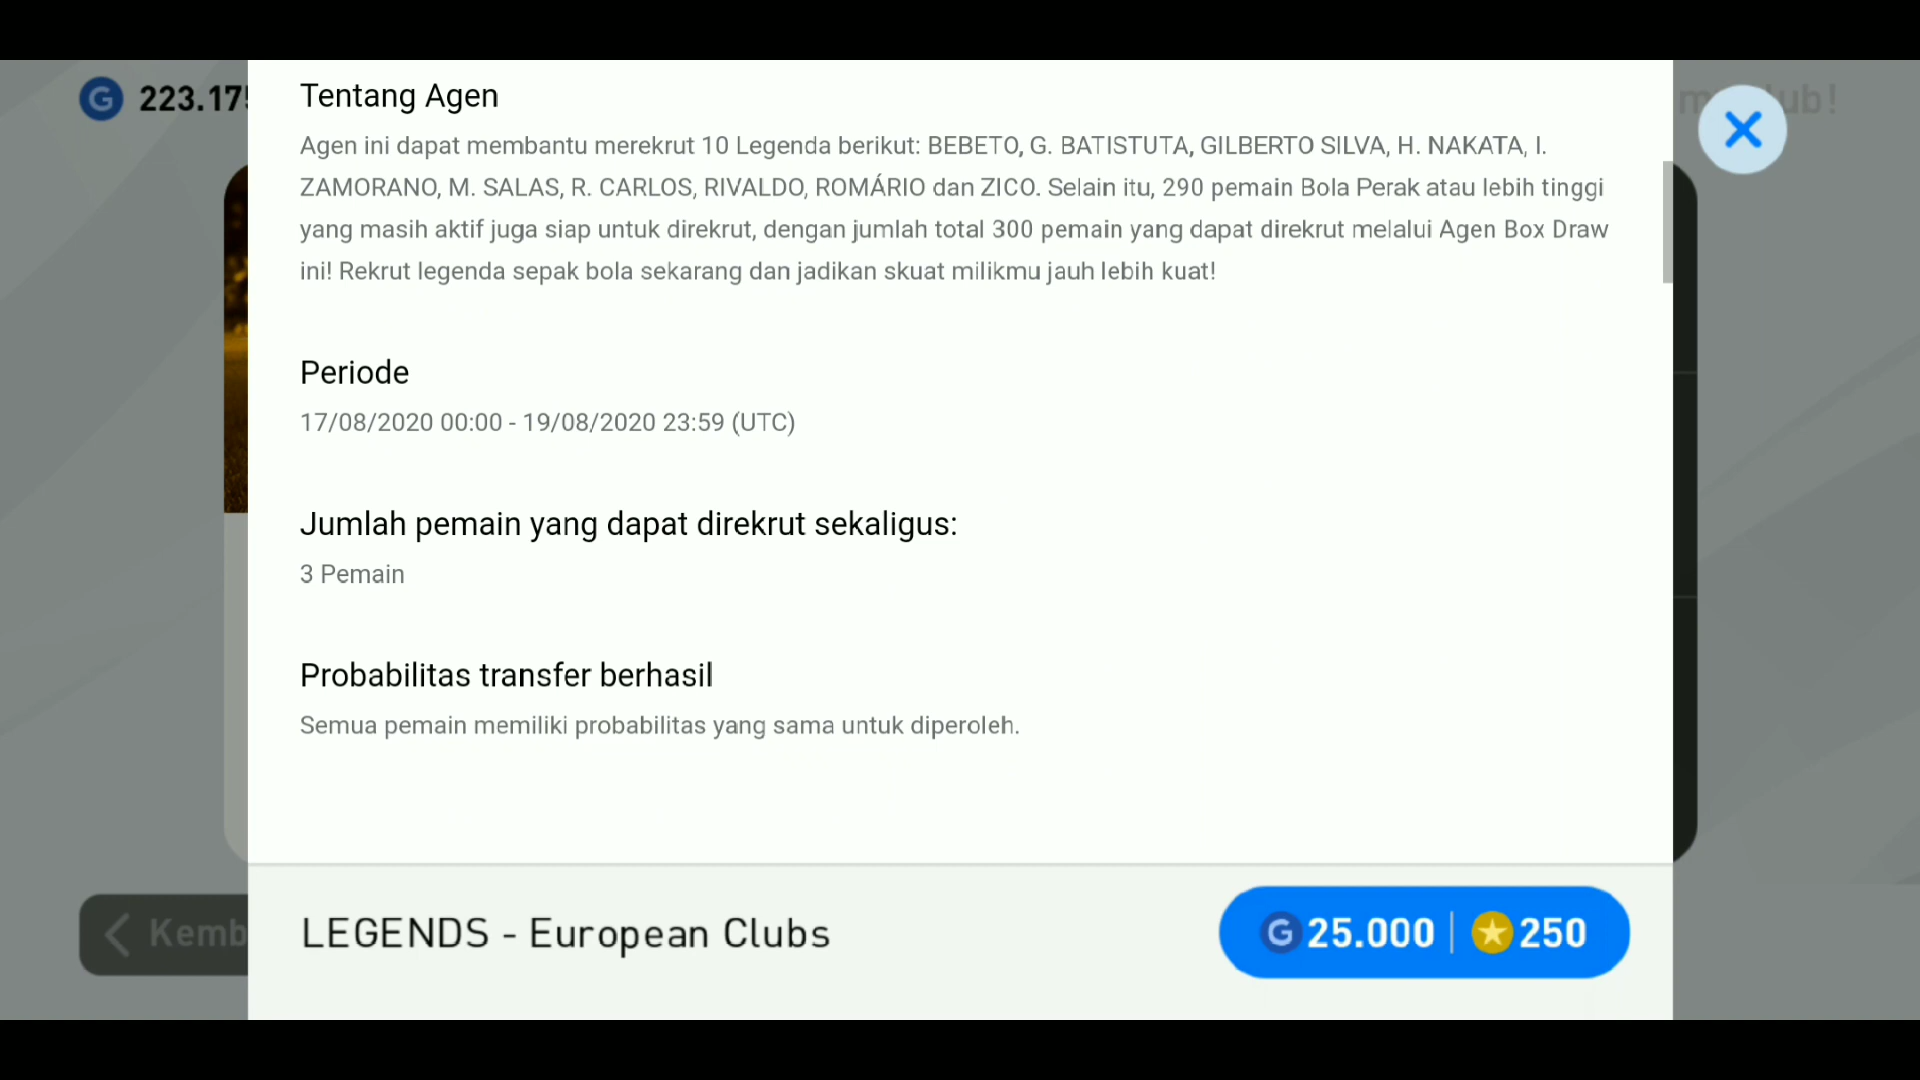 Tentang Agen
G 223.17
Agen ini dapat membantu merekrut 10 Legenda berikut: BEBETO, G. BATISTUTA, GILBERTO SILVA, H. NAKATA, I.
ZAMORANO, M. SALAS, R. CARLOS, RIVALDO, ROMÁRIO dan ZICO. Selain itu, 290 pemain Bola Perak atau lebih tinggi
yang masih aktif juga siap untuk direkrut, dengan jumlah total 300 pemain yang dapat direkrut melalui Agen Box Draw
ini! Rekrut legenda sepak bola sekarang dan jadikan skuat milikmu jauh lebih kuat!
Periode
17/08/2020 00:00 - 19/08/2020 23:59 (UTC)
Jumlah pemain yang dapat direkrut sekaligus:
3 Pemain
Probabilitas transfer berhasil
Semua pemain memiliki probabilitas yang sama untuk diperoleh.
Kemb
LEGENDS - European Clubs
G 25.000 | 250